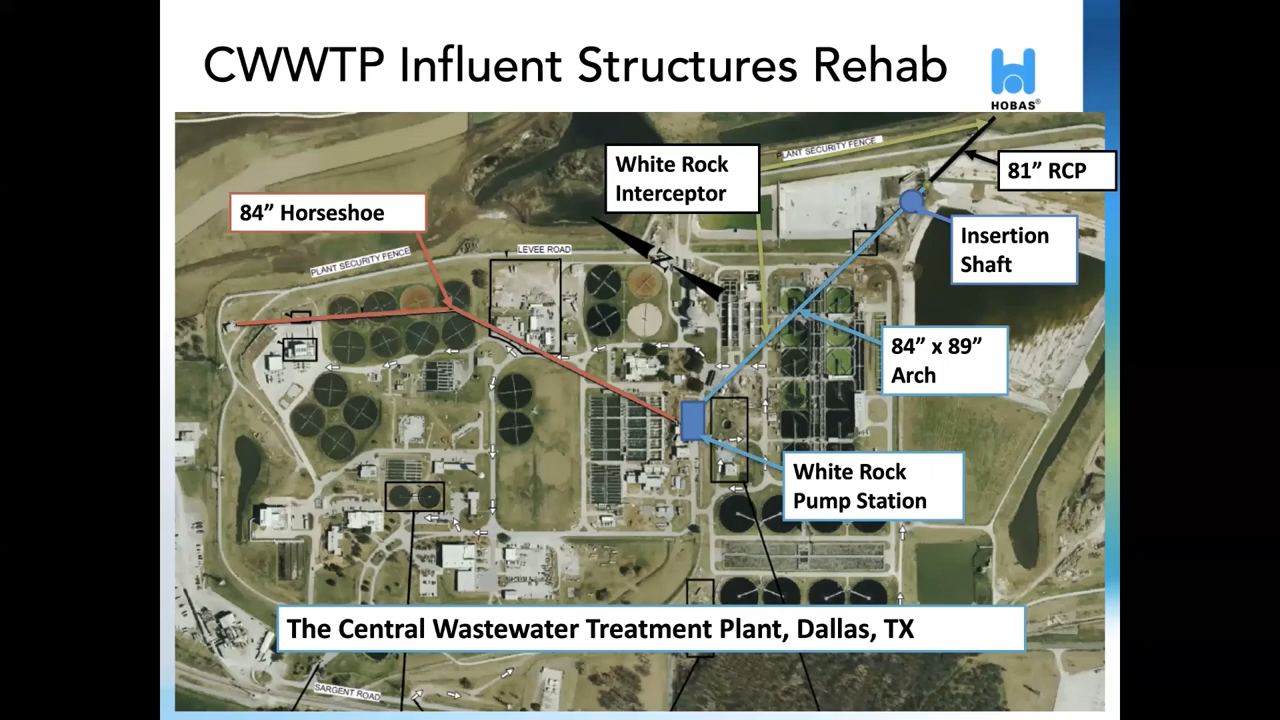 CWWTP Influent Structures Rehab
HOBAS®
PLANT SECURITY FENCE
White Rock
Interceptor
81” RCP
84” Horseshoe
Insertion
Shaft
LEVEE ROAD
PLANT SECURITY FENCE
N
84” x 89”
Arch
White Rock
Pump Station
The Central Wastewater Treatment Plant, Dallas, TX
SARGENT ROAD